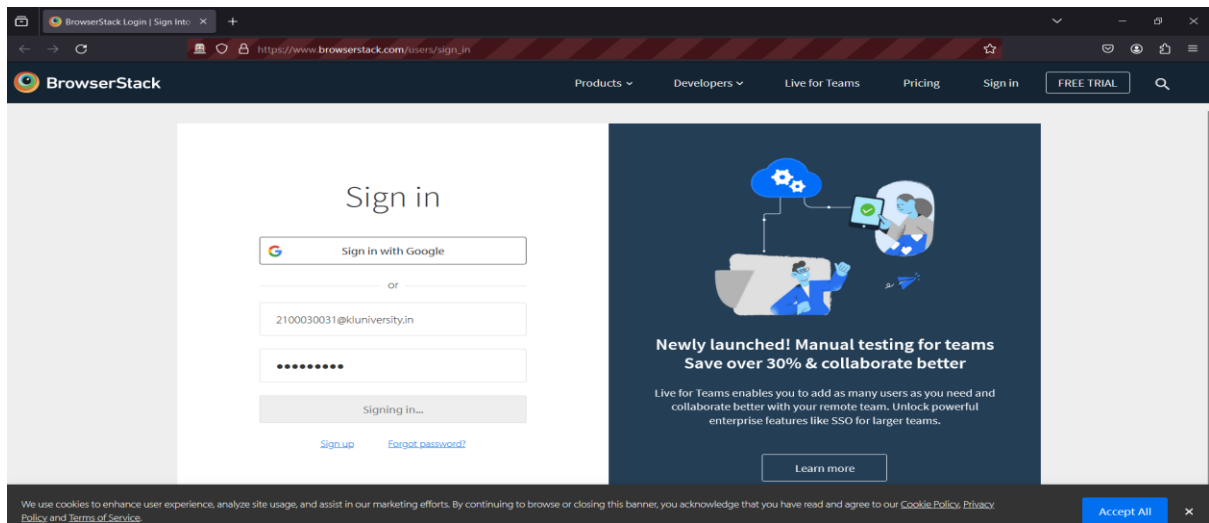 BrowserStack Login | Sign Into
https://www.browserstack.com/users/sign_in
BrowserStack
Products
Developers
Live for Teams
Pricing
Sign in
FREE TRIAL
Sign in
Sign in with Google
or
2100030031@kluniversity.in
•••••••••
Signing in...
Sign up
Forgot password?
Newly launched! Manual testing for teams
Save over 30% & collaborate better
Live for Teams enables you to add as many users as you need and
collaborate better with your remote team. Unlock powerful
enterprise features like SSO for larger teams.
Learn more
We use cookies to enhance user experience, analyze site usage, and assist in our marketing efforts. By continuing to browse or closing this banner, you acknowledge that you have read and agree to our Cookie Policy, Privacy
Policy and Terms of Service.
Accept All